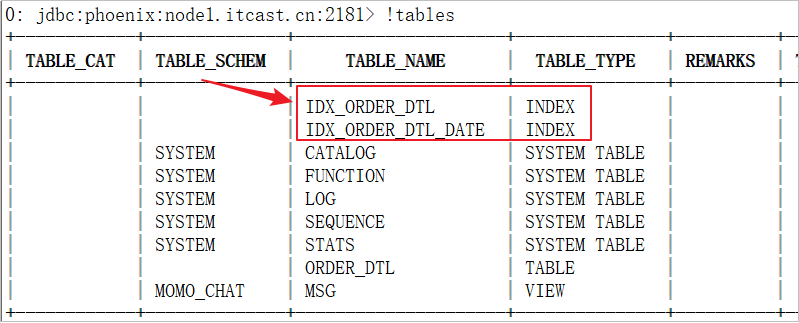 0: jdbc:phoenix:node1.itcast.cn:2181> !tables
TABLE_CAT | TABLE_SCHEM | TABLE_NAME | TABLE_TYPE | REMARKS
IDX_ORDER_DTL | INDEX
IDX_ORDER_DTL_DATE | INDEX
SYSTEM | CATALOG | SYSTEM TABLE
SYSTEM | FUNCTION | SYSTEM TABLE
SYSTEM | LOG | SYSTEM TABLE
SYSTEM | SEQUENCE | SYSTEM TABLE
SYSTEM | STATS | SYSTEM TABLE
ORDER_DTL | TABLE
MOMO_CHAT | MSG | VIEW